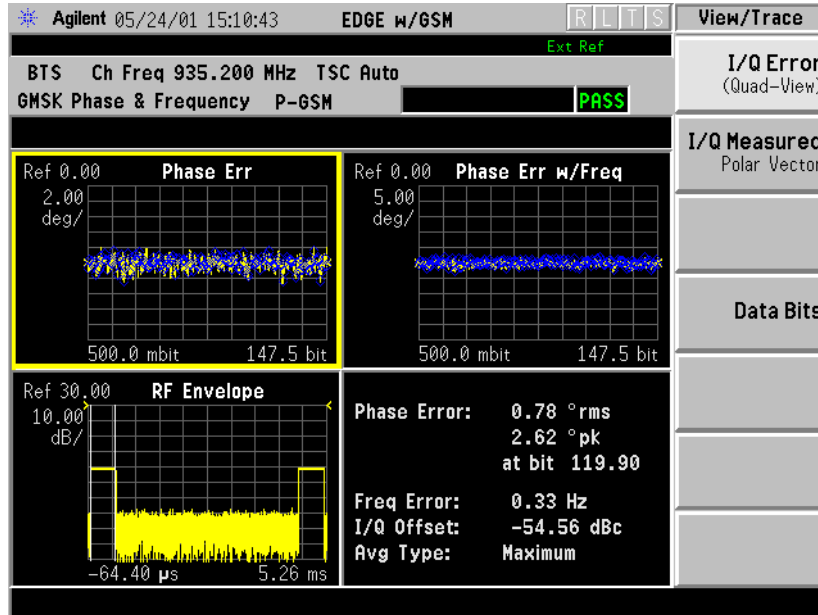 Agilent 05/24/01 15:10:43 EDGE w/GSM R L T S
Ext Ref
BTS Ch Freq 935.200 MHz TSC Auto
GMSK Phase & Frequency P-GSM PASS
Ref 0.00 Phase Err
2.00
deg/
500.0 mbit 147.5 bit
Ref 0.00 Phase Err w/Freq
5.00
deg/
500.0 mbit 147.5 bit
Ref 30.00 RF Envelope
10.00
dB/
-64.40 µs 5.26 ms
Phase Error: 0.78 °rms
2.62 °pk
at bit 119.90
Freq Error: 0.33 Hz
I/Q Offset: -54.56 dBc
Avg Type: Maximum
View/Trace
I/Q Error
(Quad-View)
I/Q Measured
Polar Vector
Data Bits